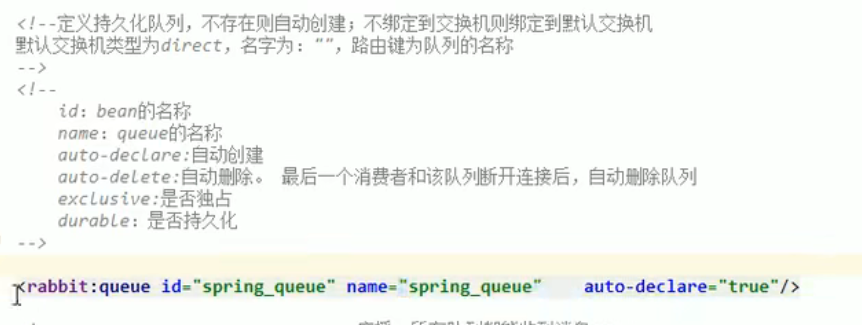 <!--定义持久化队列，不存在则自动创建；不绑定到交换机则绑定到默认交换机
默认交换机类型为direct，名字为："",路由键为队列的名称
-->
<!--
id：bean的名称
name：queue的名称
auto-declare:自动创建
auto-delete:自动删除。 最后一个消费者和该队列断开连接后，自动删除队列
exclusive:是否独占
durable：是否持久化
-->
<rabbit:queue id="spring_queue" name="spring_queue" auto-declare="true"/>